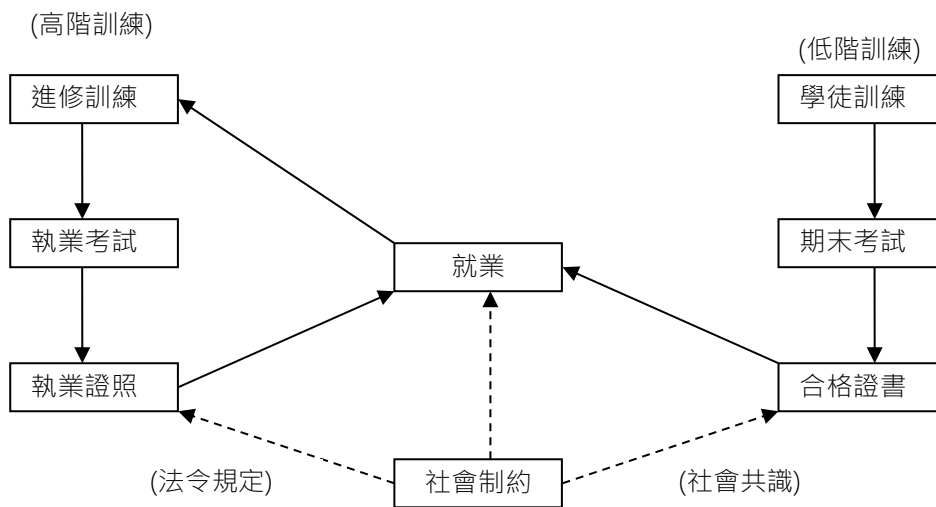 (高階訓練)
(低階訓練)
進修訓練
學徒訓練
執業考試
期末考試
就業
執業證照
合格證書
(法令規定)
社會制約
(社會共識)